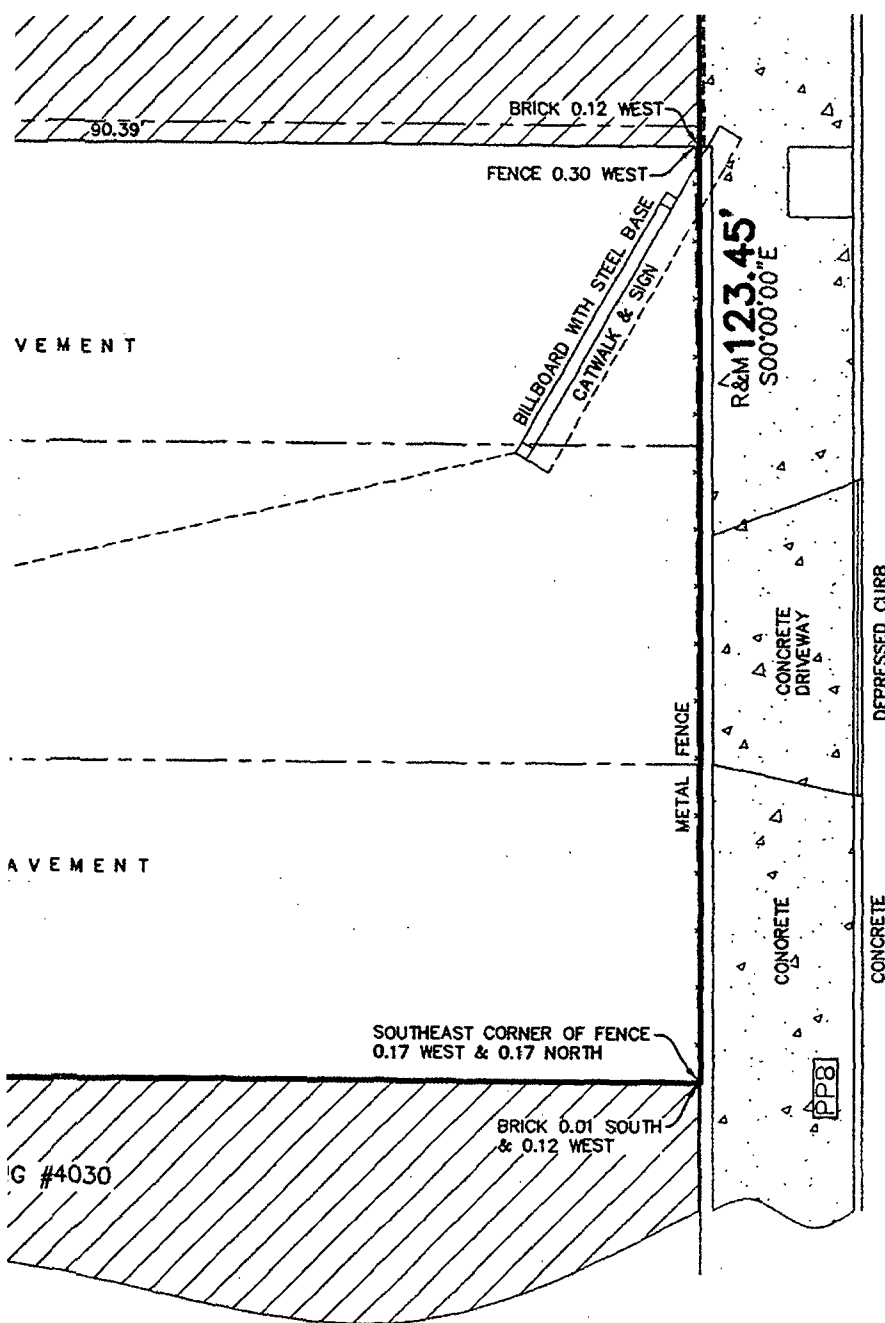 BRICK 0.12 WEST
90.39'
FENCE 0.30 WEST
BILLBOARD WITH STEEL BASE
CATWALK & SIGN
R&M 123.45'
S00°00'00"E
VEMENT
CONCRETE
DRIVEWAY
DEPRESSED CURB
METAL FENCE
AVEMENT
CONCRETE
CONCRETE
SOUTHEAST CORNER OF FENCE
0.17 WEST & 0.17 NORTH
PP8
BRICK 0.01 SOUTH
& 0.12 WEST
G #4030